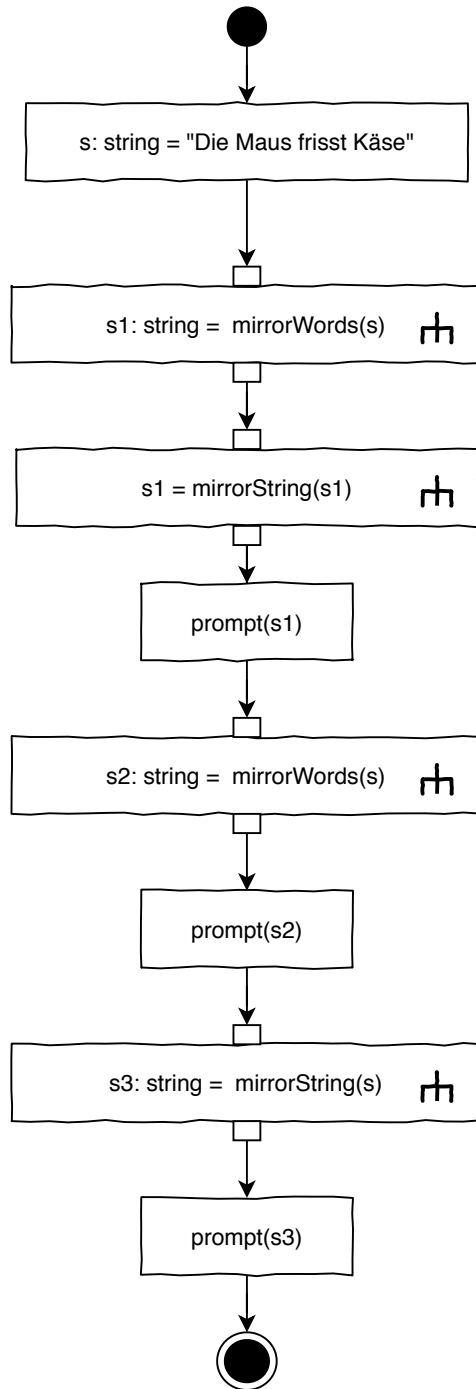 s: string = "Die Maus frisst Käse"
s1: string =  mirrorWords(s)
s1 = mirrorString(s1)
prompt(s1)
s2: string =  mirrorWords(s)
prompt(s2)
s3: string =  mirrorString(s)
prompt(s3)